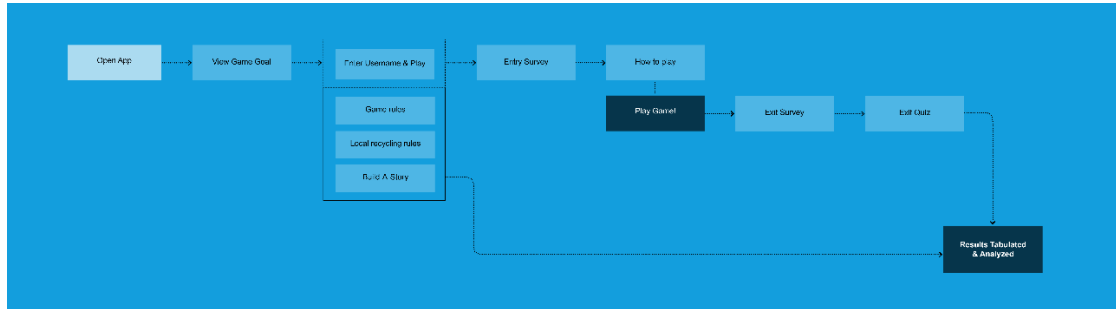 Open App
View Game Goal
Enter Username & Play
Entry Survey
How to play
Game rules
Play Game!
Exit Survey
Exit Quiz
Local recycling rules
Build A Story
Results Tabulated
& Analyzed